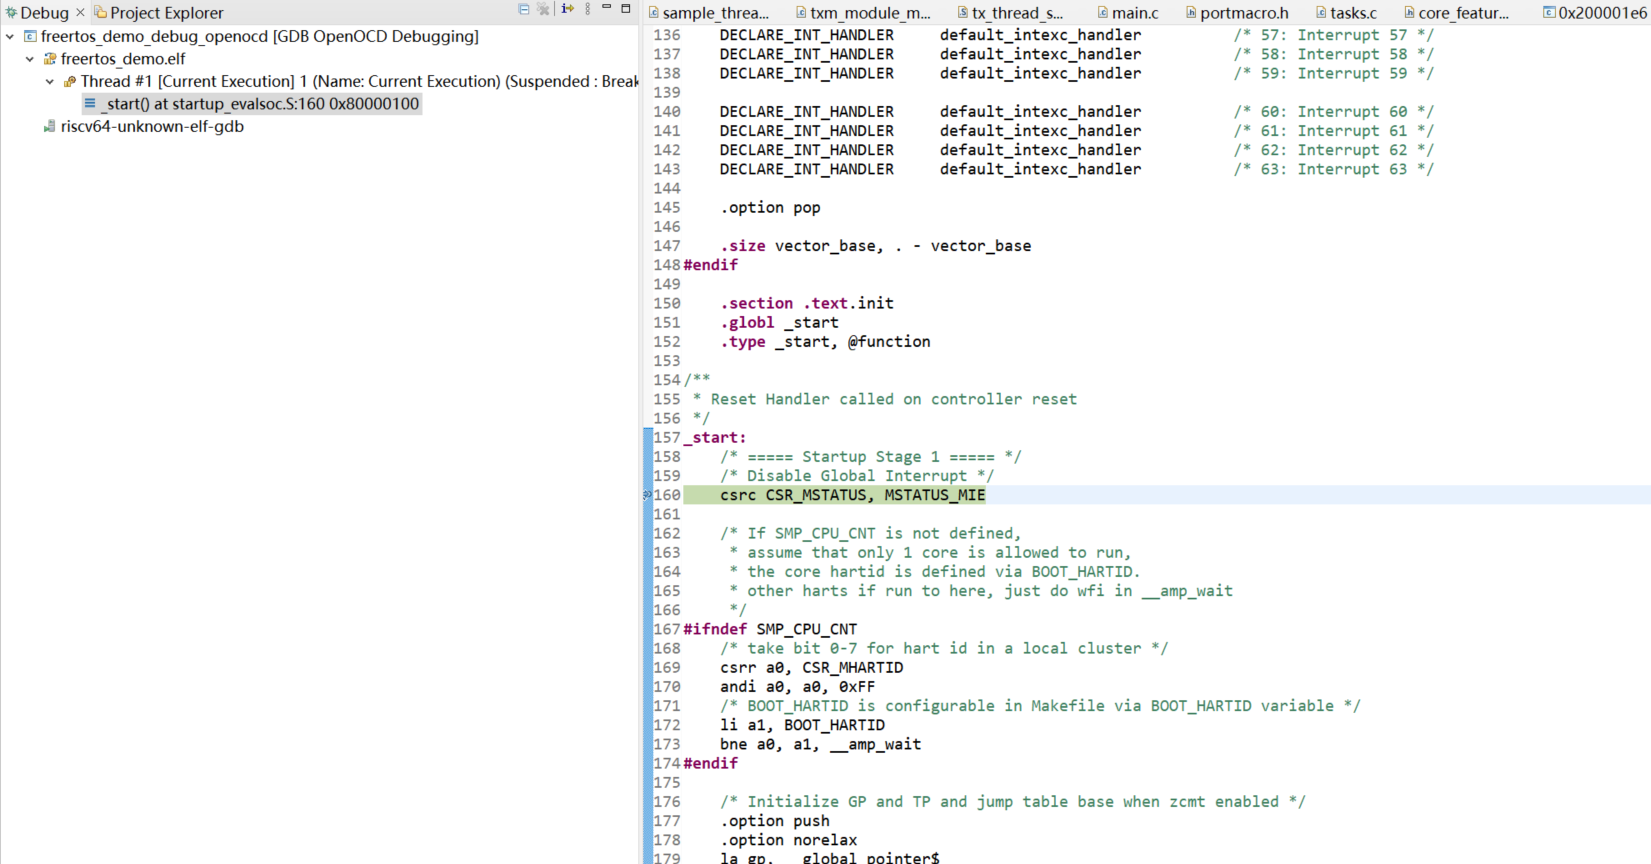 Debug
Project Explorer
freertos_demo_debug_openocd [GDB OpenOCD Debugging]
freertos_demo.elf
Thread #1 [Current Execution] 1 (Name: Current Execution) (Suspended : Break
_start() at startup_evalsoc.S:160 0x80000100
riscv64-unknown-elf-gdb
sample_threa... txm_module_m... tx_thread_s... main.c portmacro.h tasks.c core_featur... 0x200001e6
136 DECLARE_INT_HANDLER default_intexc_handler /* 57: Interrupt 57 */
137 DECLARE_INT_HANDLER default_intexc_handler /* 58: Interrupt 58 */
138 DECLARE_INT_HANDLER default_intexc_handler /* 59: Interrupt 59 */
139
140 DECLARE_INT_HANDLER default_intexc_handler /* 60: Interrupt 60 */
141 DECLARE_INT_HANDLER default_intexc_handler /* 61: Interrupt 61 */
142 DECLARE_INT_HANDLER default_intexc_handler /* 62: Interrupt 62 */
143 DECLARE_INT_HANDLER default_intexc_handler /* 63: Interrupt 63 */
144
145 .option pop
146
147 .size vector_base, . - vector_base
148 #endif
149
150 .section .text.init
151 .globl _start
152 .type _start, @function
153
154 /**
155 * Reset Handler called on controller reset
156 */
157 _start:
158 /* ===== Startup Stage 1 ===== */
159 /* Disable Global Interrupt */
160 csrc CSR_MSTATUS, MSTATUS_MIE
161
162 /* If SMP_CPU_CNT is not defined,
163 * assume that only 1 core is allowed to run,
164 * the core hartid is defined via BOOT_HARTID.
165 * other harts if run to here, just do wfi in __amp_wait
166 */
167 #ifndef SMP_CPU_CNT
168 /* take bit 0-7 for hart id in a local cluster */
169 csrr a0, CSR_MHARTID
170 andi a0, a0, 0xFF
171 /* BOOT_HARTID is configurable in Makefile via BOOT_HARTID variable */
172 li a1, BOOT_HARTID
173 bne a0, a1, __amp_wait
174 #endif
175
176 /* Initialize GP and TP and jump table base when zcmt enabled */
177 .option push
178 .option norelax
179 la gp, __global_pointer$